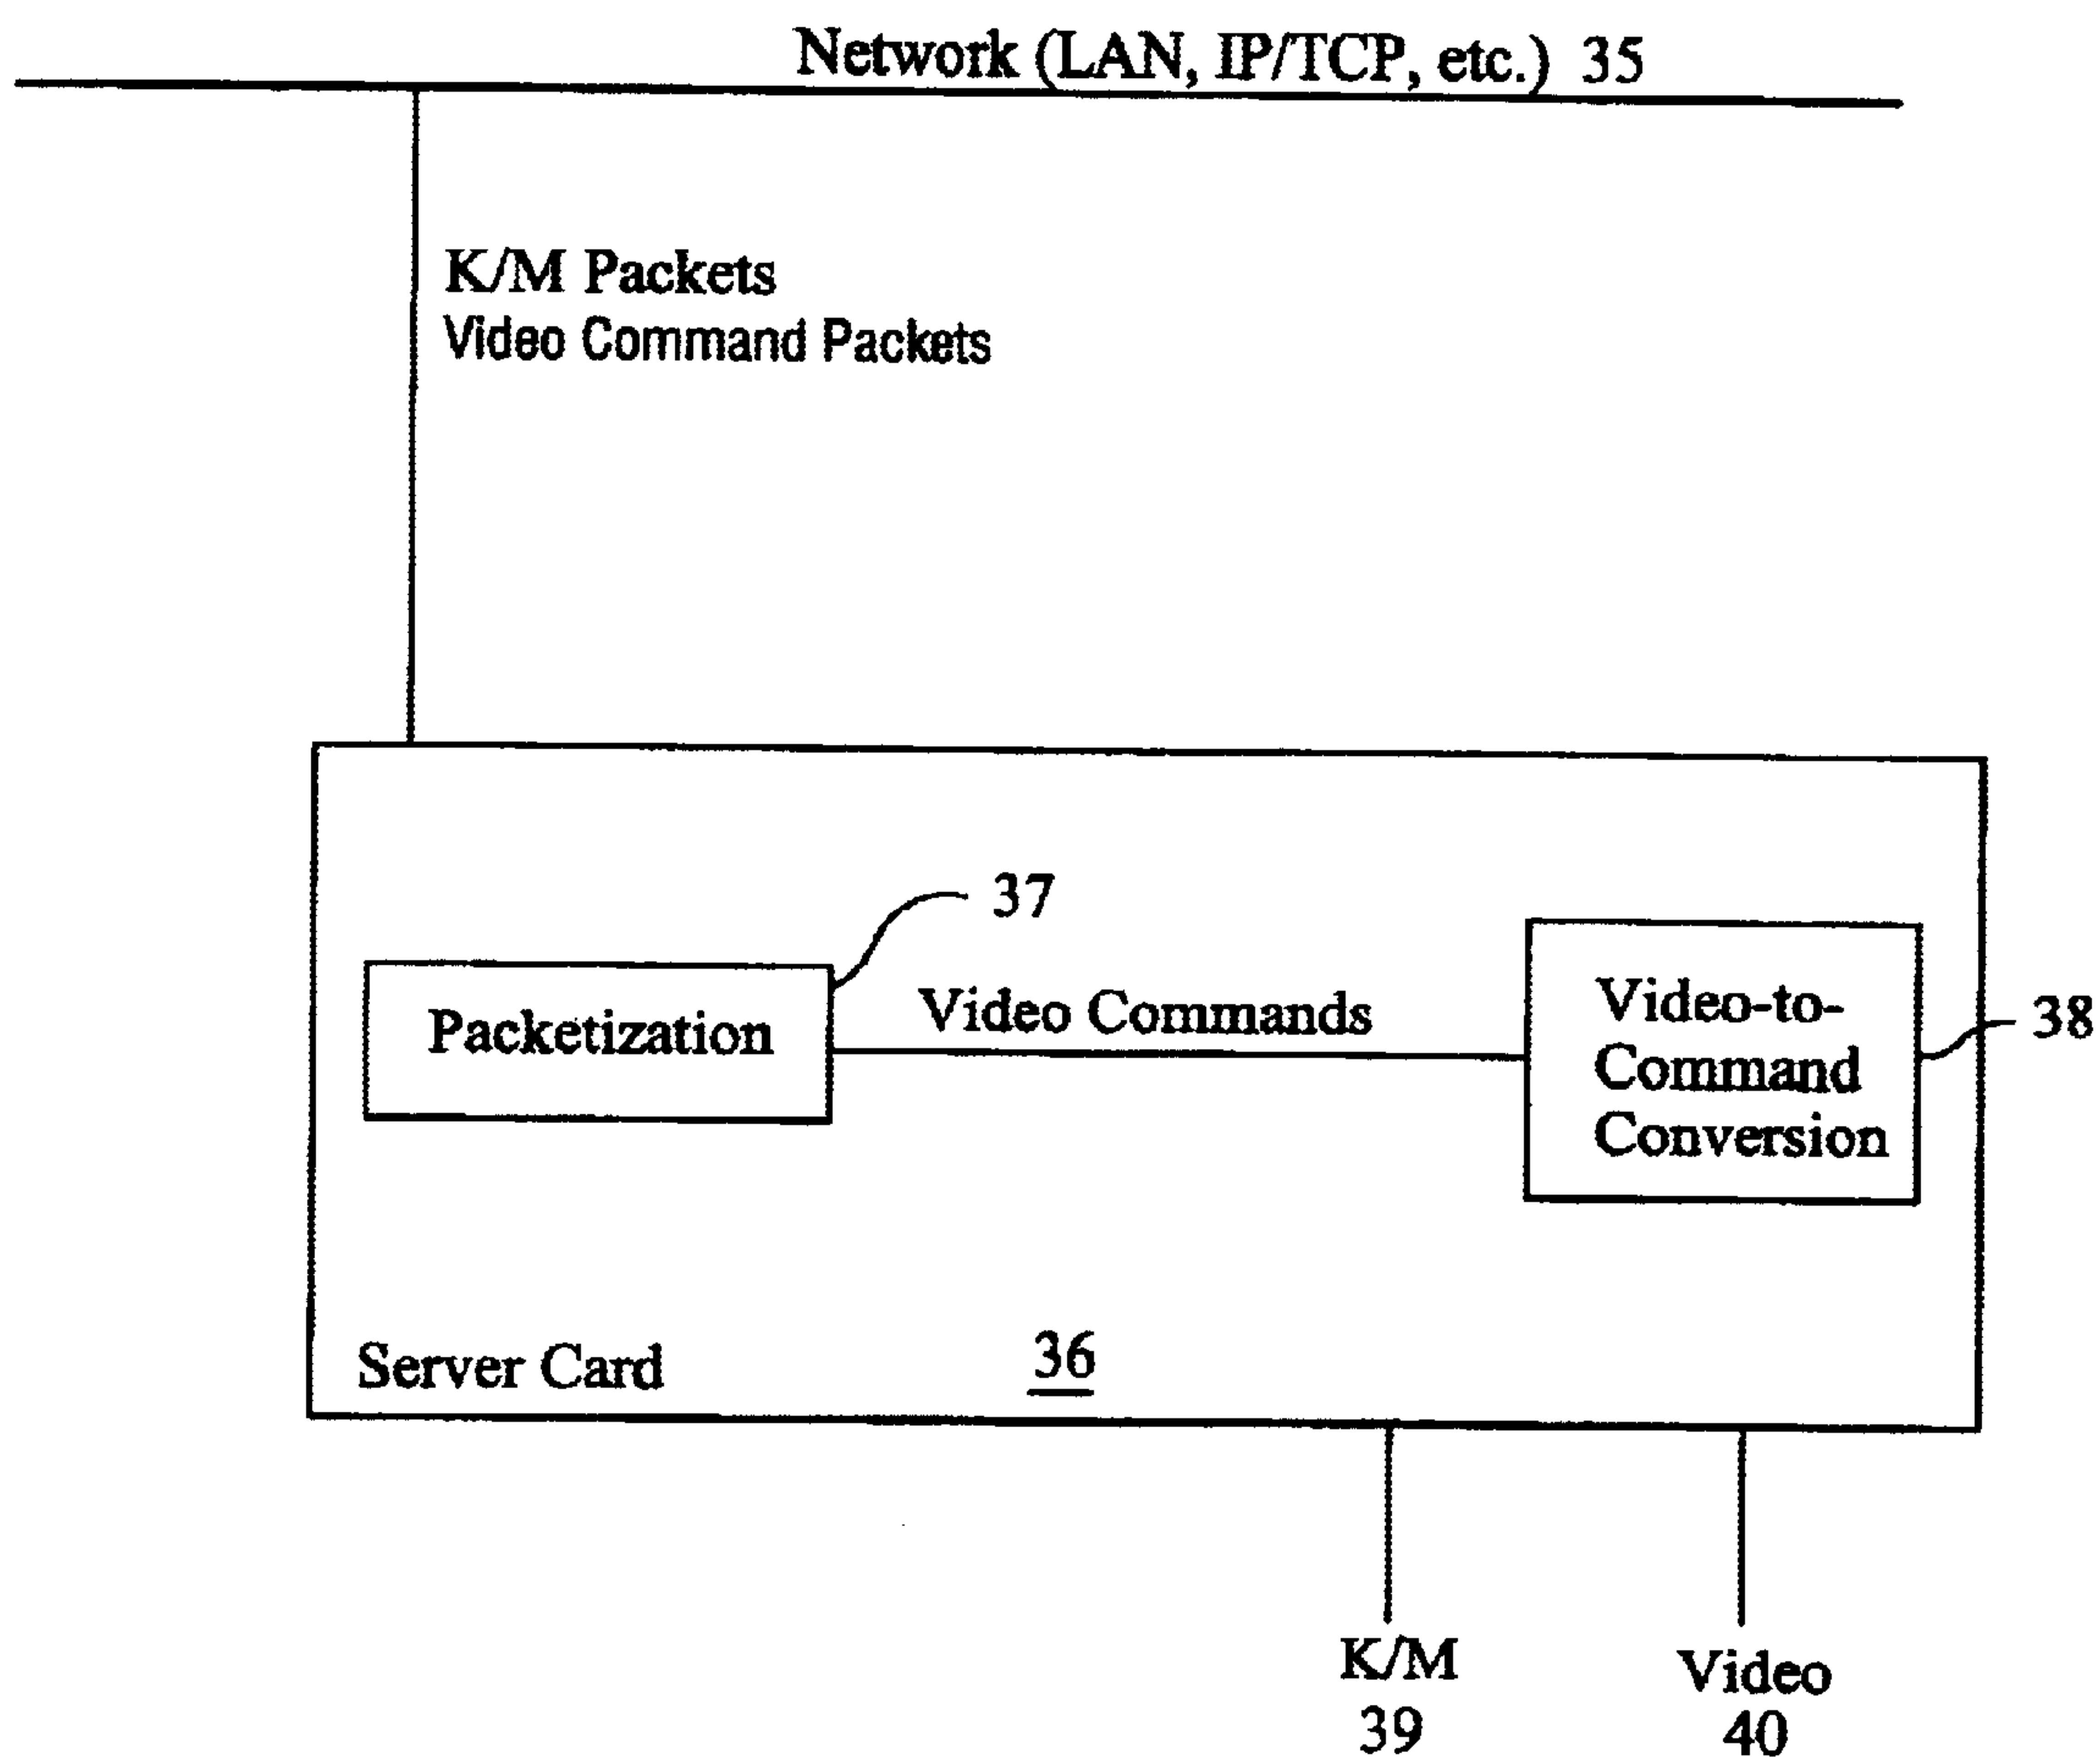 Network (LAN, IP/TCP, etc.) 35
K/M Packets
Video Command Packets
37
Packetization
Video Commands
Video-to-
Command
Conversion
38
Server Card
36
K/M
39
Video
40